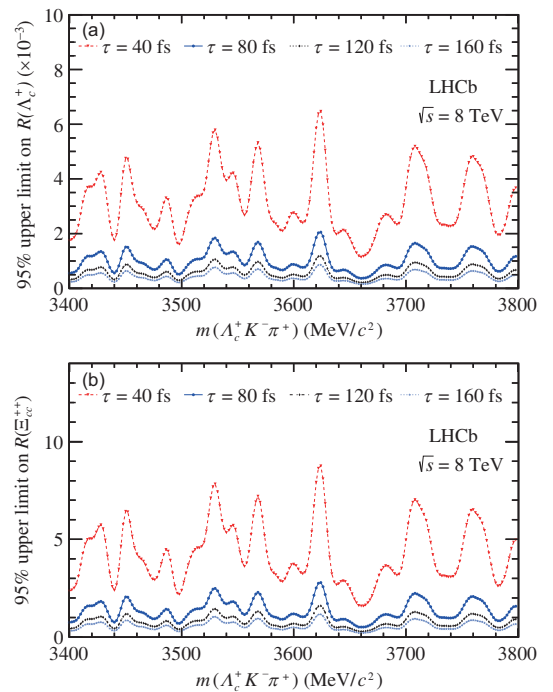 95% upper limit on R(Λc+) (×10−3)
(a)
τ = 40 fs τ = 80 fs τ = 120 fs τ = 160 fs
LHCb
√s = 8 TeV
10
8
6
4
2
0
3400 3500 3600 3700 3800
m(Λc+ K− π+) (MeV/c2)
95% upper limit on R(Ξcc++)
(b)
τ = 40 fs τ = 80 fs τ = 120 fs τ = 160 fs
LHCb
√s = 8 TeV
10
5
0
3400 3500 3600 3700 3800
m(Λc+ K− π+) (MeV/c2)